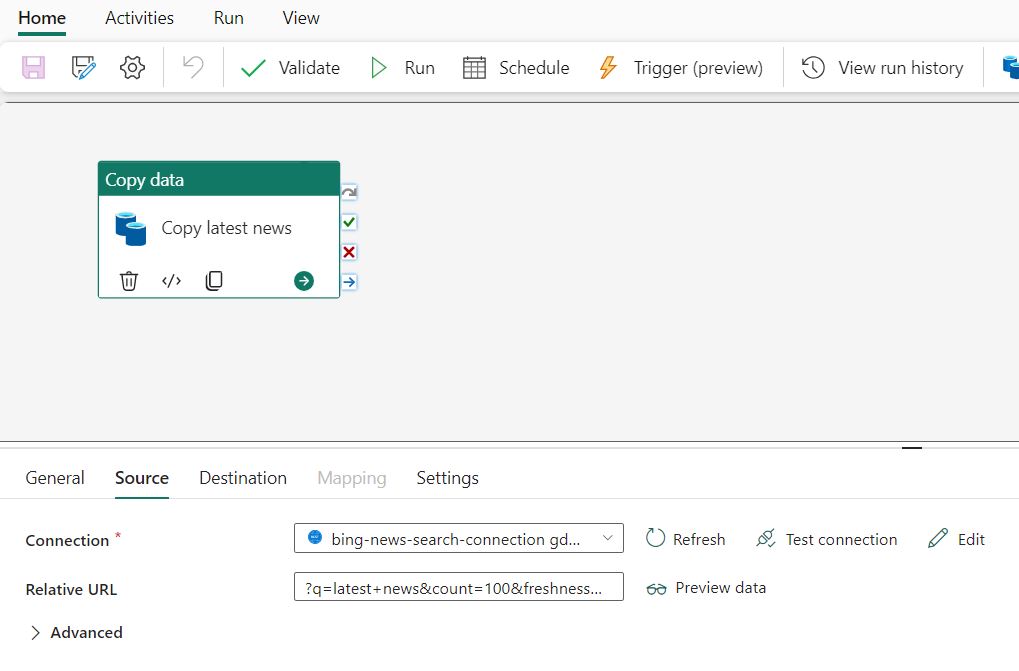 Home Activities Run View
Validate Run Schedule Trigger (preview) View run history
Copy data
Copy latest news
General Source Destination Mapping Settings
Connection * bing-news-search-connection gd... Refresh Test connection Edit
Relative URL ?q=latest+news&count=100&freshness... Preview data
Advanced